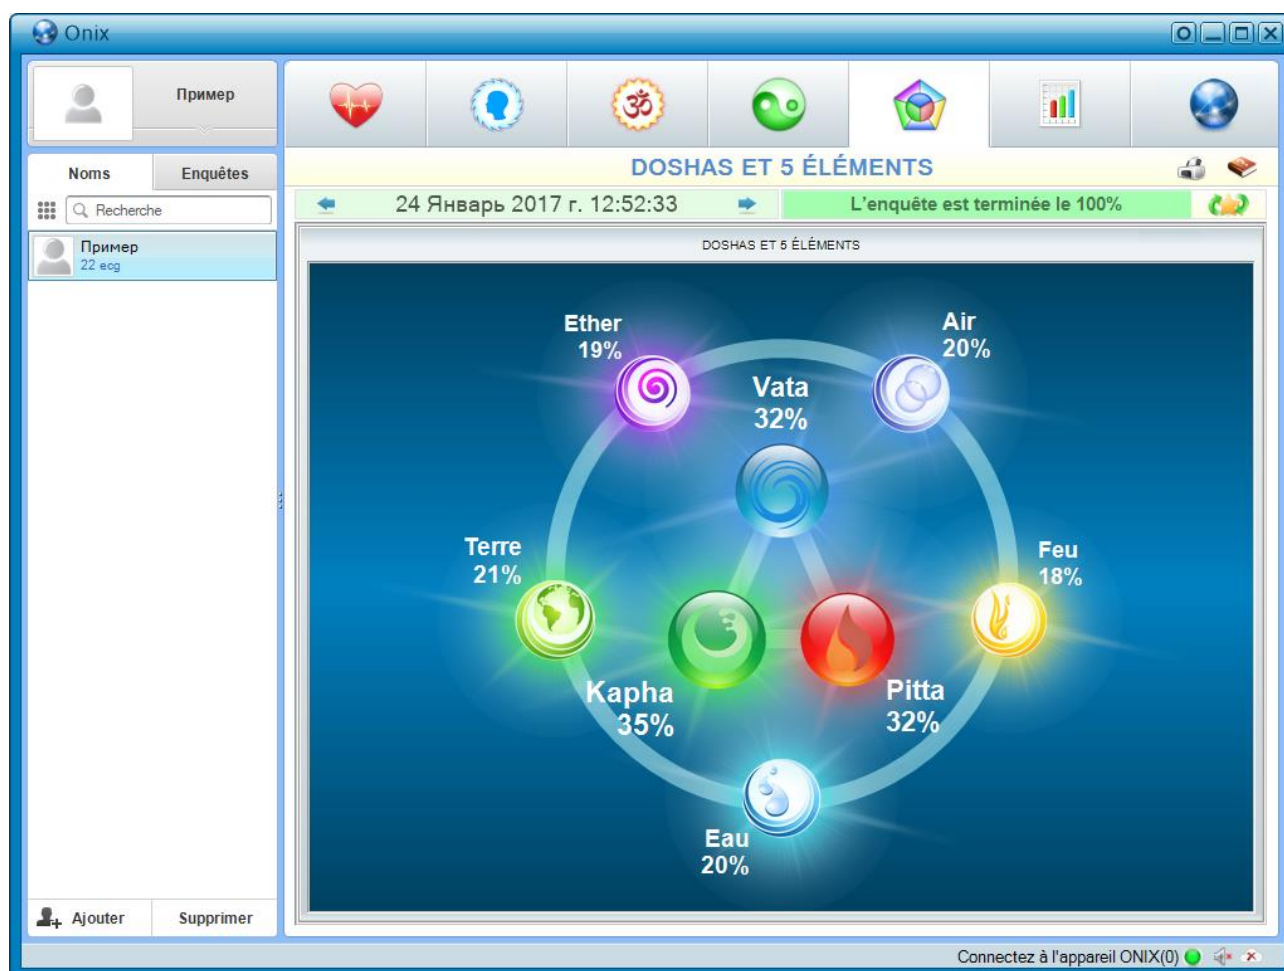 Onix
Пример
Noms
Enquêtes
Recherche
Пример
22 ecg
Ajouter
Supprimer
DOSHAS ET 5 ÉLÉMENTS
24 Январь 2017 г. 12:52:33
L'enquête est terminée le 100%
DOSHAS ET 5 ÉLÉMENTS
Ether
19%
Air
20%
Vata
32%
Terre
21%
Feu
18%
Kapha
35%
Pitta
32%
Eau
20%
Connectez à l'appareil ONIX(0)